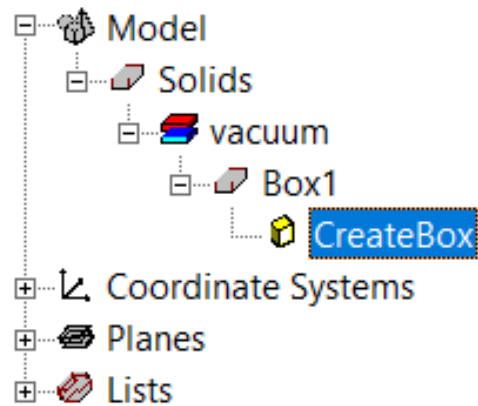 Model
Solids
vacuum
Box1
CreateBox
Coordinate Systems
Planes
Lists